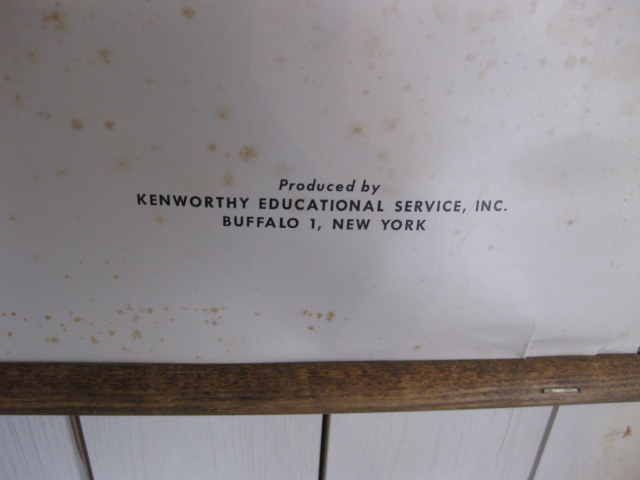 Produced by
KENWORTHY EDUCATIONAL SERVICE, INC.
BUFFALO 1, NEW YORK